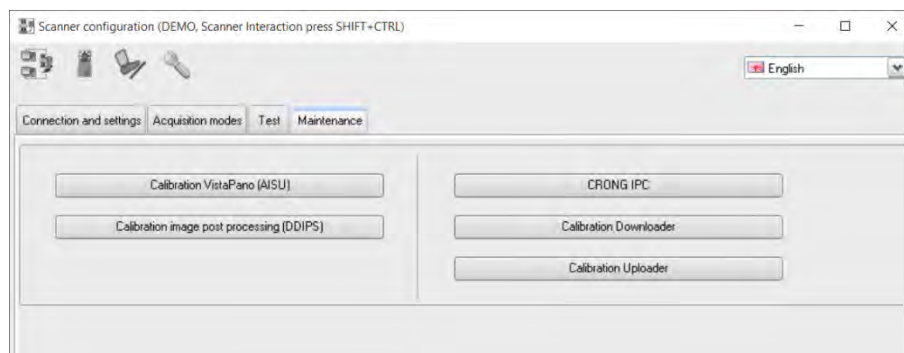 Scanner configuration (DEMO, Scanner Interaction press SHIFT+CTRL)
English
Connection and settings Acquisition modes Test Maintenance
Calibration VistaPano (AISU) CRONG IPC
Calibration image post processing (DDIPS) Calibration Downloader
Calibration Uploader